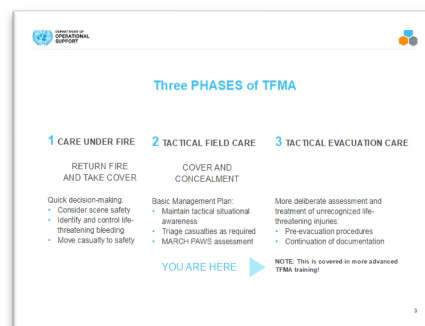 DEPARTMENT OF
OPERATIONAL
SUPPORT
Three PHASES of TFMA
1 CARE UNDER FIRE
RETURN FIRE
AND TAKE COVER
Quick decision-making:
• Consider scene safety
• Identify and control life-
threatening bleeding
• Move casualty to safety
2 TACTICAL FIELD CARE
COVER AND
CONCEALMENT
Basic Management Plan:
• Maintain tactical situational
awareness
• Triage casualties as required
• MARCH PAWS assessment
YOU ARE HERE
3 TACTICAL EVACUATION CARE
More deliberate assessment and
treatment of unrecognized life-
threatening injuries:
• Pre-evacuation procedures
• Continuation of documentation
NOTE: This is covered in more advanced
TFMA training!
3